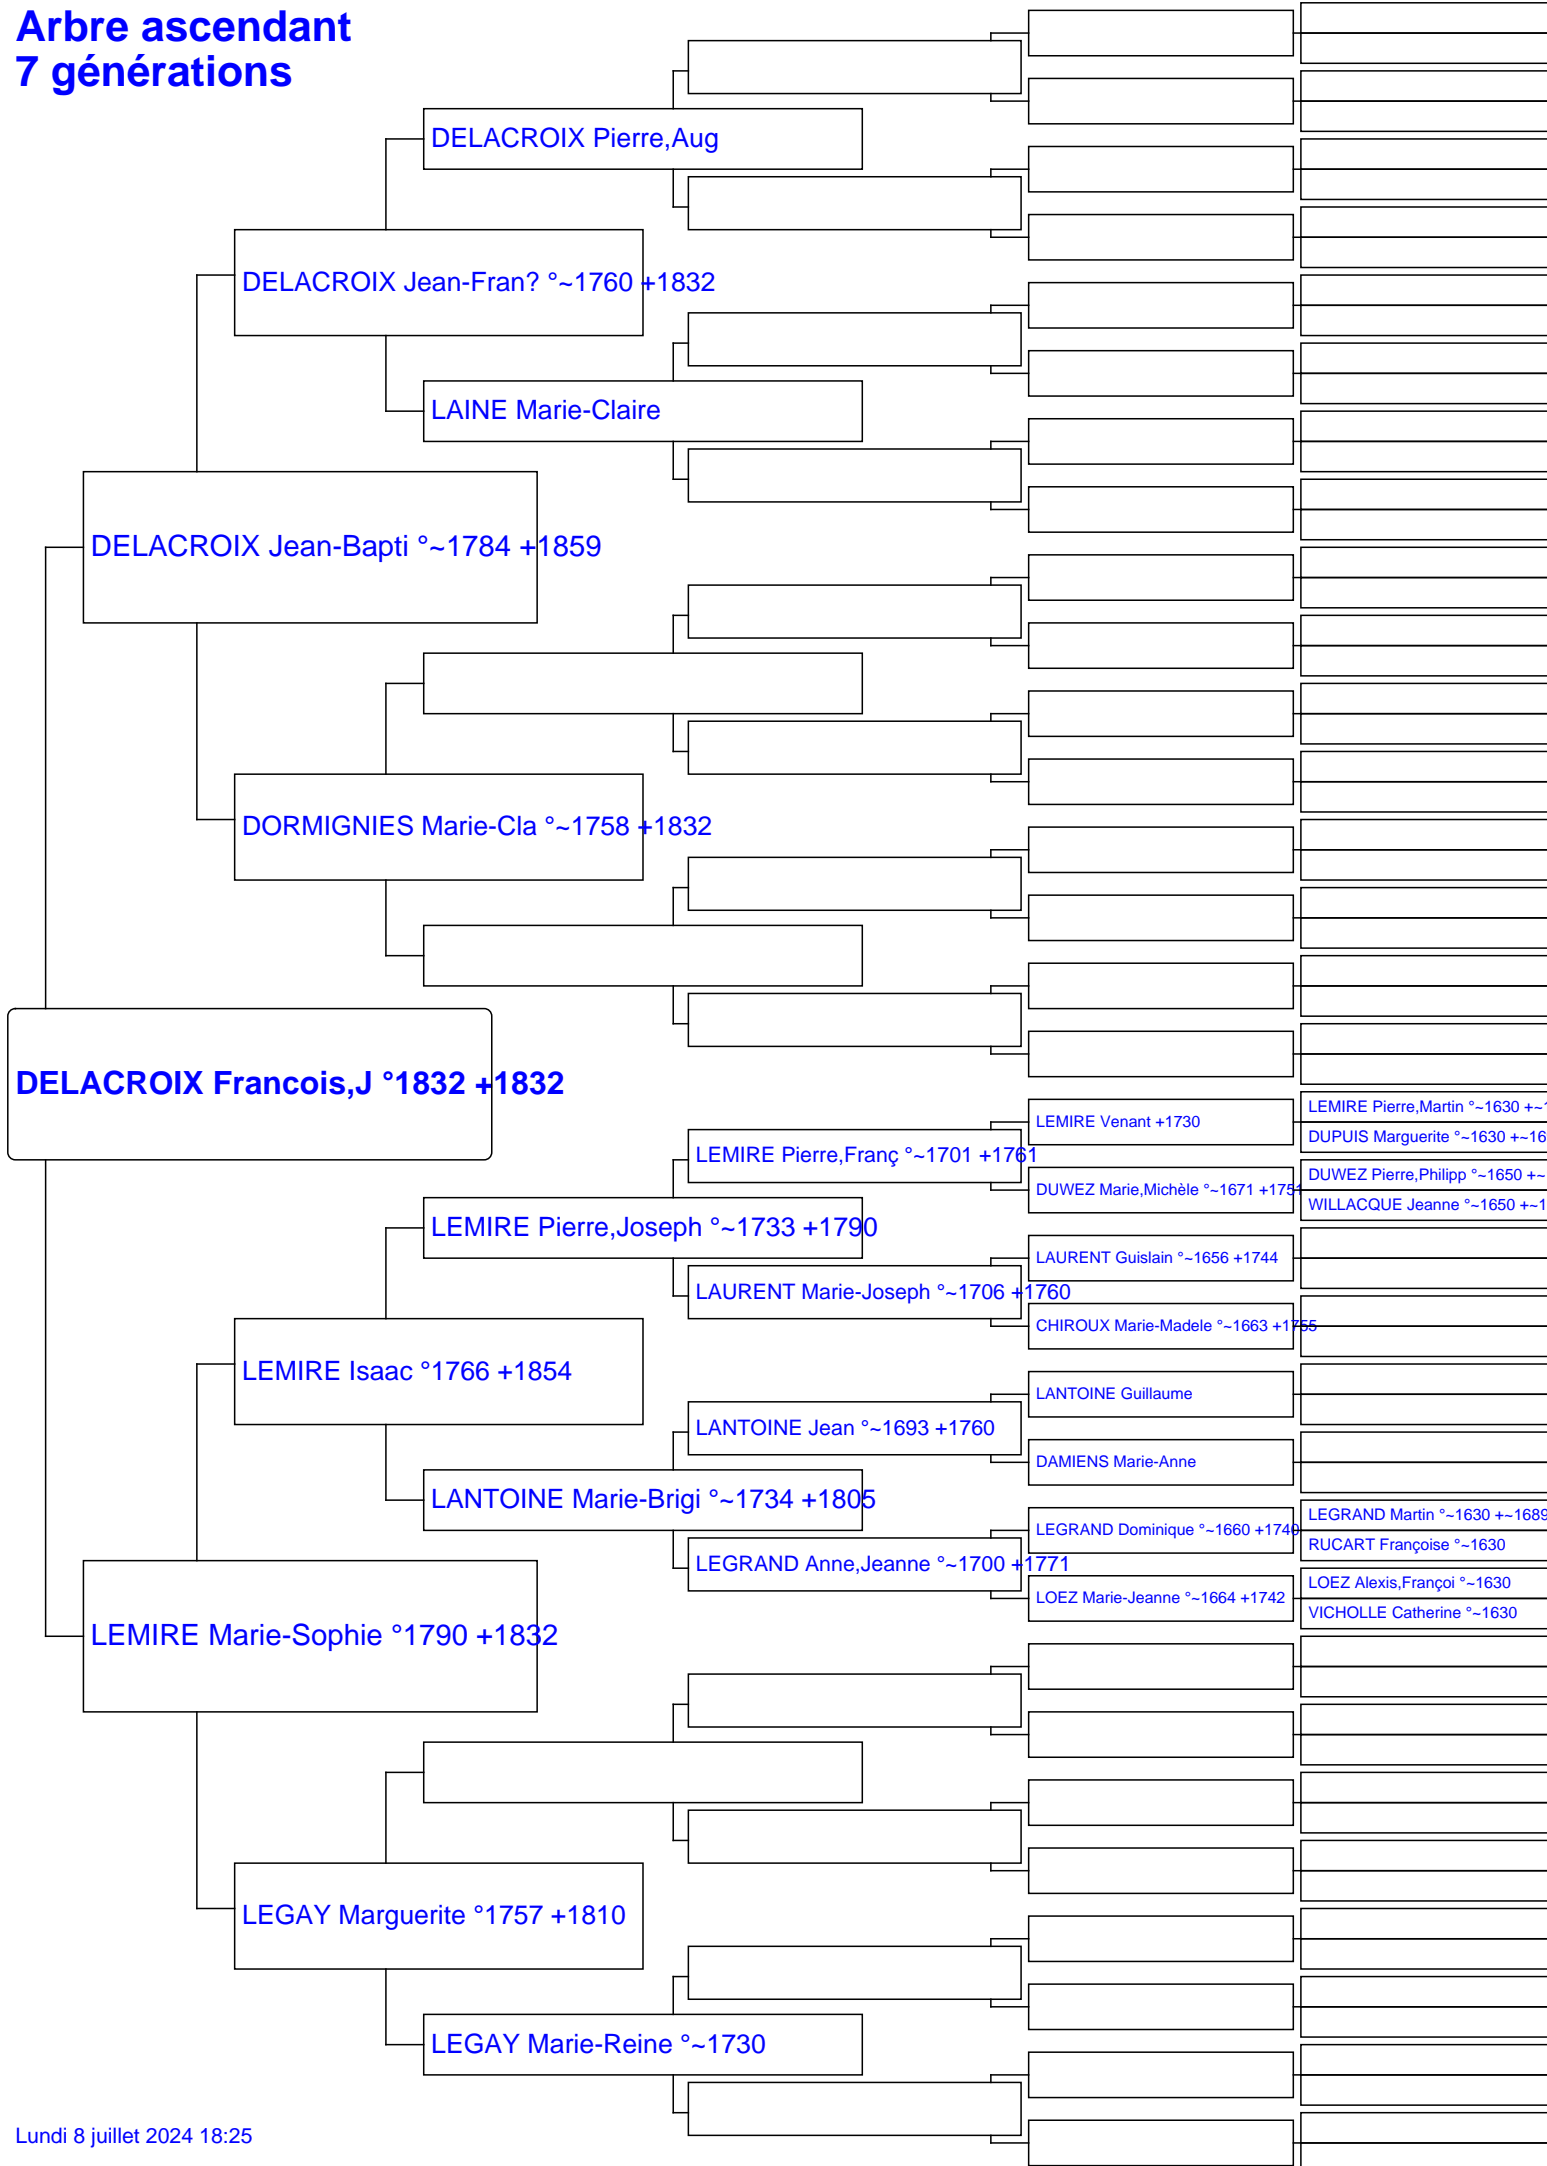 Arbre ascendant
7 générations
DELACROIX Pierre,Aug
DELACROIX Jean-Fran? °~1760 +1832
LAINE Marie-Claire
DELACROIX Jean-Bapti °~1784 +1859
DORMIGNIES Marie-Cla °~1758 +1832
DELACROIX Francois,J °1832 +1832
LEMIRE Pierre,Martin °~1630 +~1
LEMIRE Venant +1730
DUPUIS Marguerite °~1630 +~16
LEMIRE Pierre,Franç °~1701 +1761
DUWEZ Pierre,Philipp °~1650 +~
DUWEZ Marie,Michèle °~1671 +1751
WILLACQUE Jeanne °~1650 +~1
LEMIRE Pierre,Joseph °~1733 +1790
LAURENT Guislain °~1656 +1744
LAURENT Marie-Joseph °~1706 +1760
CHIROUX Marie-Madele °~1663 +1755
LEMIRE Isaac °1766 +1854
LANTOINE Guillaume
LANTOINE Jean °~1693 +1760
DAMIENS Marie-Anne
LANTOINE Marie-Brigi °~1734 +1805
LEGRAND Martin °~1630 +~1689
LEGRAND Dominique °~1660 +1740
RUCART Françoise °~1630
LEGRAND Anne,Jeanne °~1700 +1771
LOEZ Alexis,Françoi °~1630
LOEZ Marie-Jeanne °~1664 +1742
VICHOLLE Catherine °~1630
LEMIRE Marie-Sophie °1790 +1832
LEGAY Marguerite °1757 +1810
LEGAY Marie-Reine °~1730
Lundi 8 juillet 2024 18:25